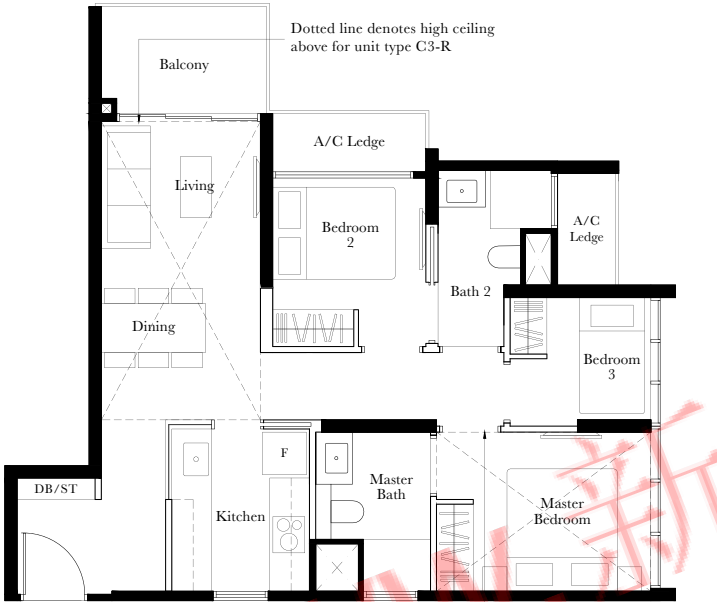 Dotted line denotes high ceiling
above for unit type C3-R
Balcony
A/C Ledge
Living
Bedroom
2
A/C
Ledge
Bath 2
Dining
Bedroom
3
F
DB/ST
Master
Bath
Kitchen
Master
Bedroom
W.新